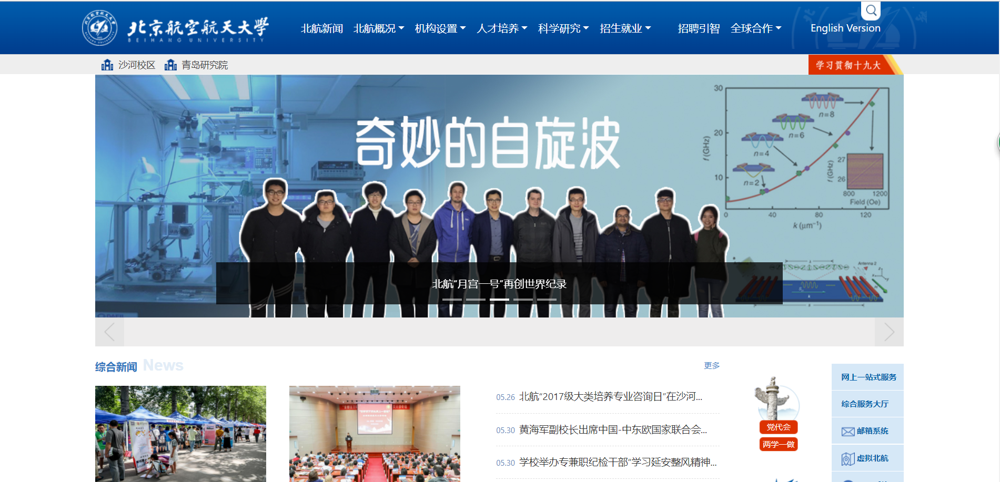 北京航空航天大學
BEIHANG UNIVERSITY
北航新闻 北航概况 机构设置 人才培养 科学研究 招生就业 招聘引智 全球合作 English Version
沙河校区 青岛研究院
学习贯彻十九大
奇妙的自旋波
30
20
10
f (GHz)
n=8
n=6
n=4
n=2
27
26
f (GHz)
800 1200
Field (Oe)
0 40 80 120
k (μm⁻¹)
Antenna 2
北航“月宫一号”再创世界纪录
综合新闻 News
更多
05.26 北航“2017级大类培养专业咨询日”在沙河...
05.30 黄海军副校长出席中国-中东欧国家联合会...
05.30 学校举办专兼职纪检干部“学习延安整风精神...
党代会
两学一做
网上一站式服务
综合服务大厅
邮箱系统
虚拟北航